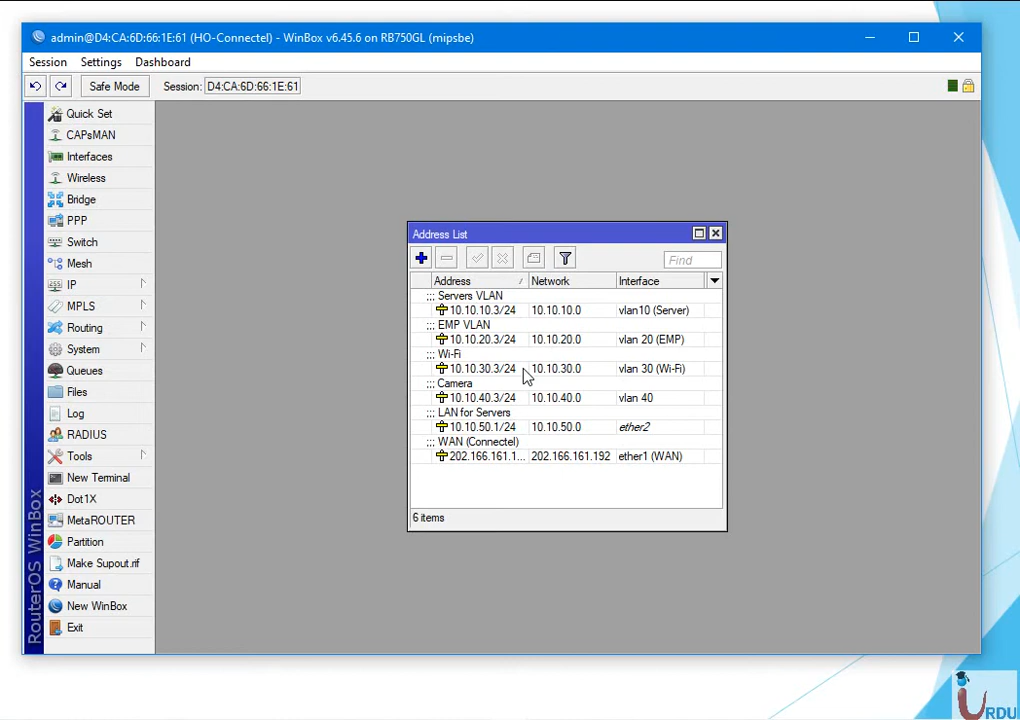 admin@D4:CA:6D:66:1E:61 (HO-Connectel) - WinBox v6.45.6 on RB750GL (mipsbe)
Session Settings Dashboard
Safe Mode Session: D4:CA:6D:66:1E:61
Quick Set
CAPsMAN
Interfaces
Wireless
Bridge
PPP
Switch
Mesh
IP
MPLS
Routing
System
Queues
Files
Log
RADIUS
Tools
New Terminal
Dot1X
MetaROUTER
Partition
Make Supout.rif
Manual
New WinBox
Exit
RouterOS WinBox
Address List
Find
Address Network Interface
;;; Servers VLAN
10.10.10.3/24 10.10.10.0 vlan10 (Server)
;;; EMP VLAN
10.10.20.3/24 10.10.20.0 vlan 20 (EMP)
;;; Wi-Fi
10.10.30.3/24 10.10.30.0 vlan 30 (Wi-Fi)
;;; Camera
10.10.40.3/24 10.10.40.0 vlan 40
;;; LAN for Servers
10.10.50.1/24 10.10.50.0 ether2
;;; WAN (Connectel)
202.166.161.1... 202.166.161.192 ether1 (WAN)
6 items
iURDU